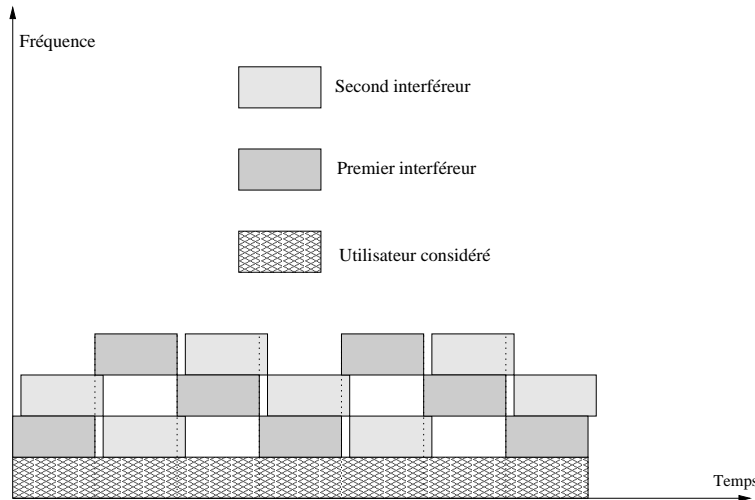 Fréquence
Second interféreur
Premier interféreur
Utilisateur considéré
Temps